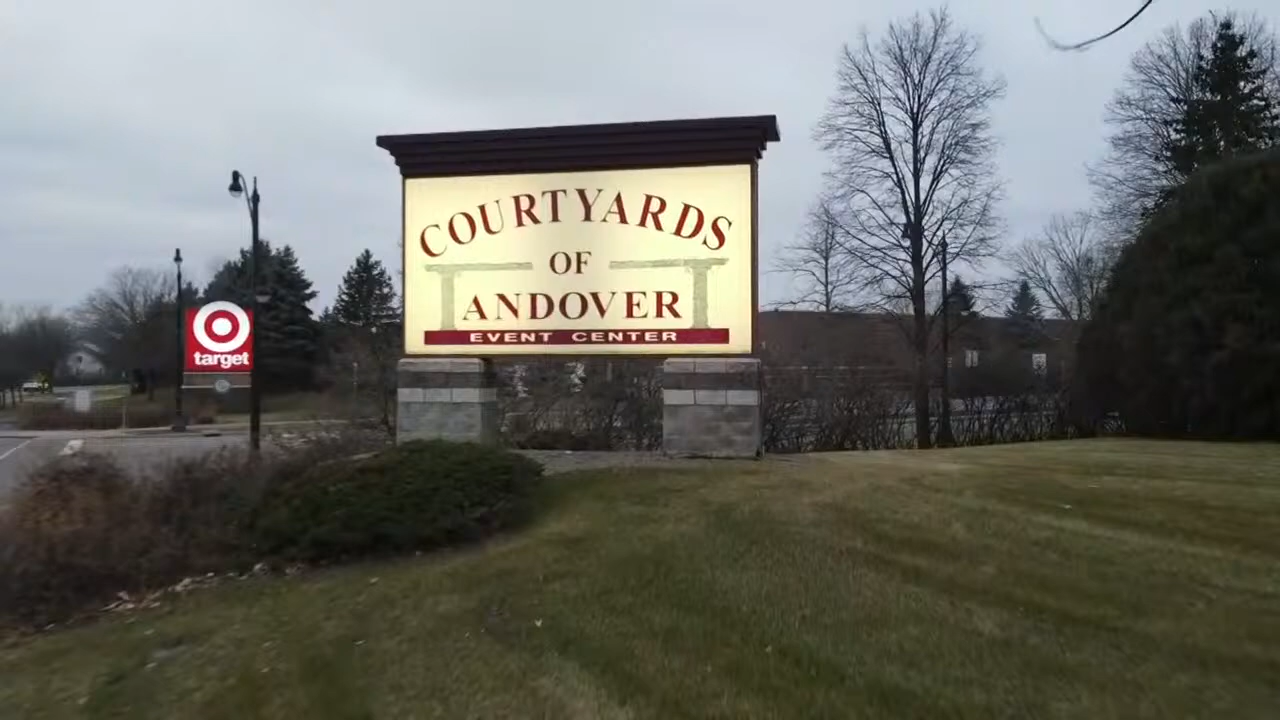 COURTYARDS
OF
ANDOVER
EVENT CENTER
target